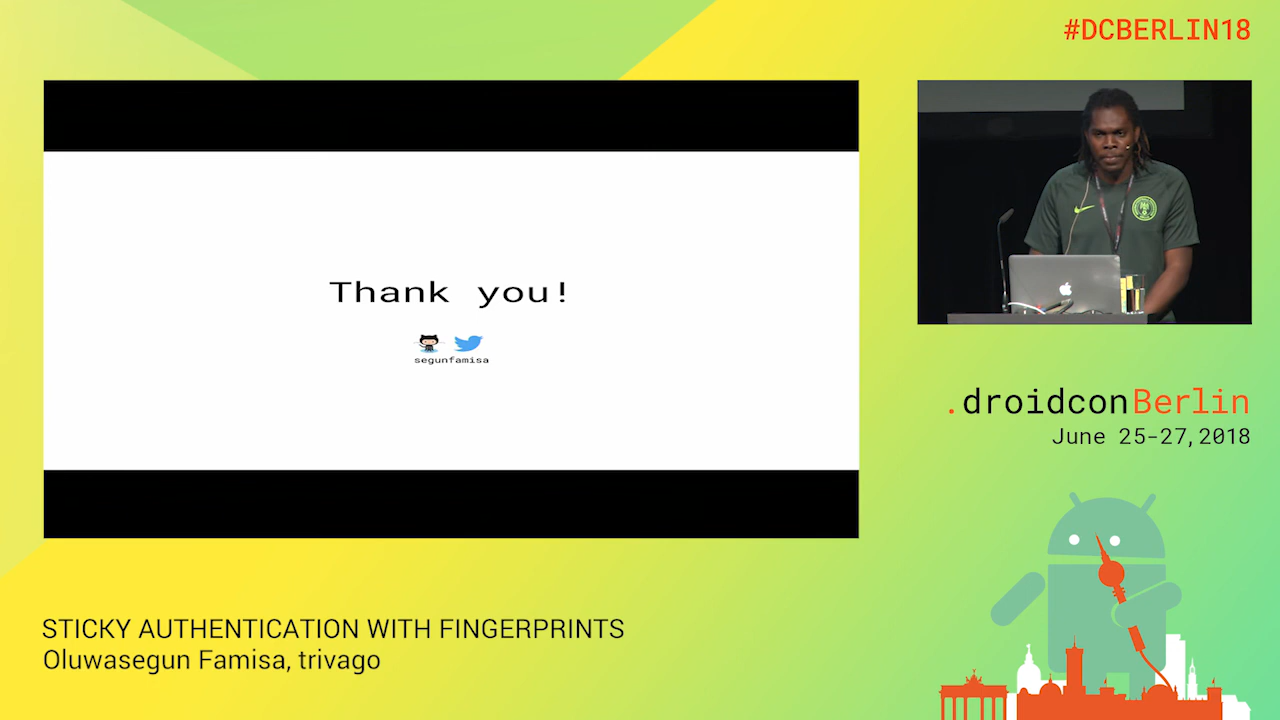 #DCBERLIN18
Thank you!
segunfamisa
.droidconBerlin
June 25-27,2018
STICKY AUTHENTICATION WITH FINGERPRINTS
Oluwasegun Famisa, trivago